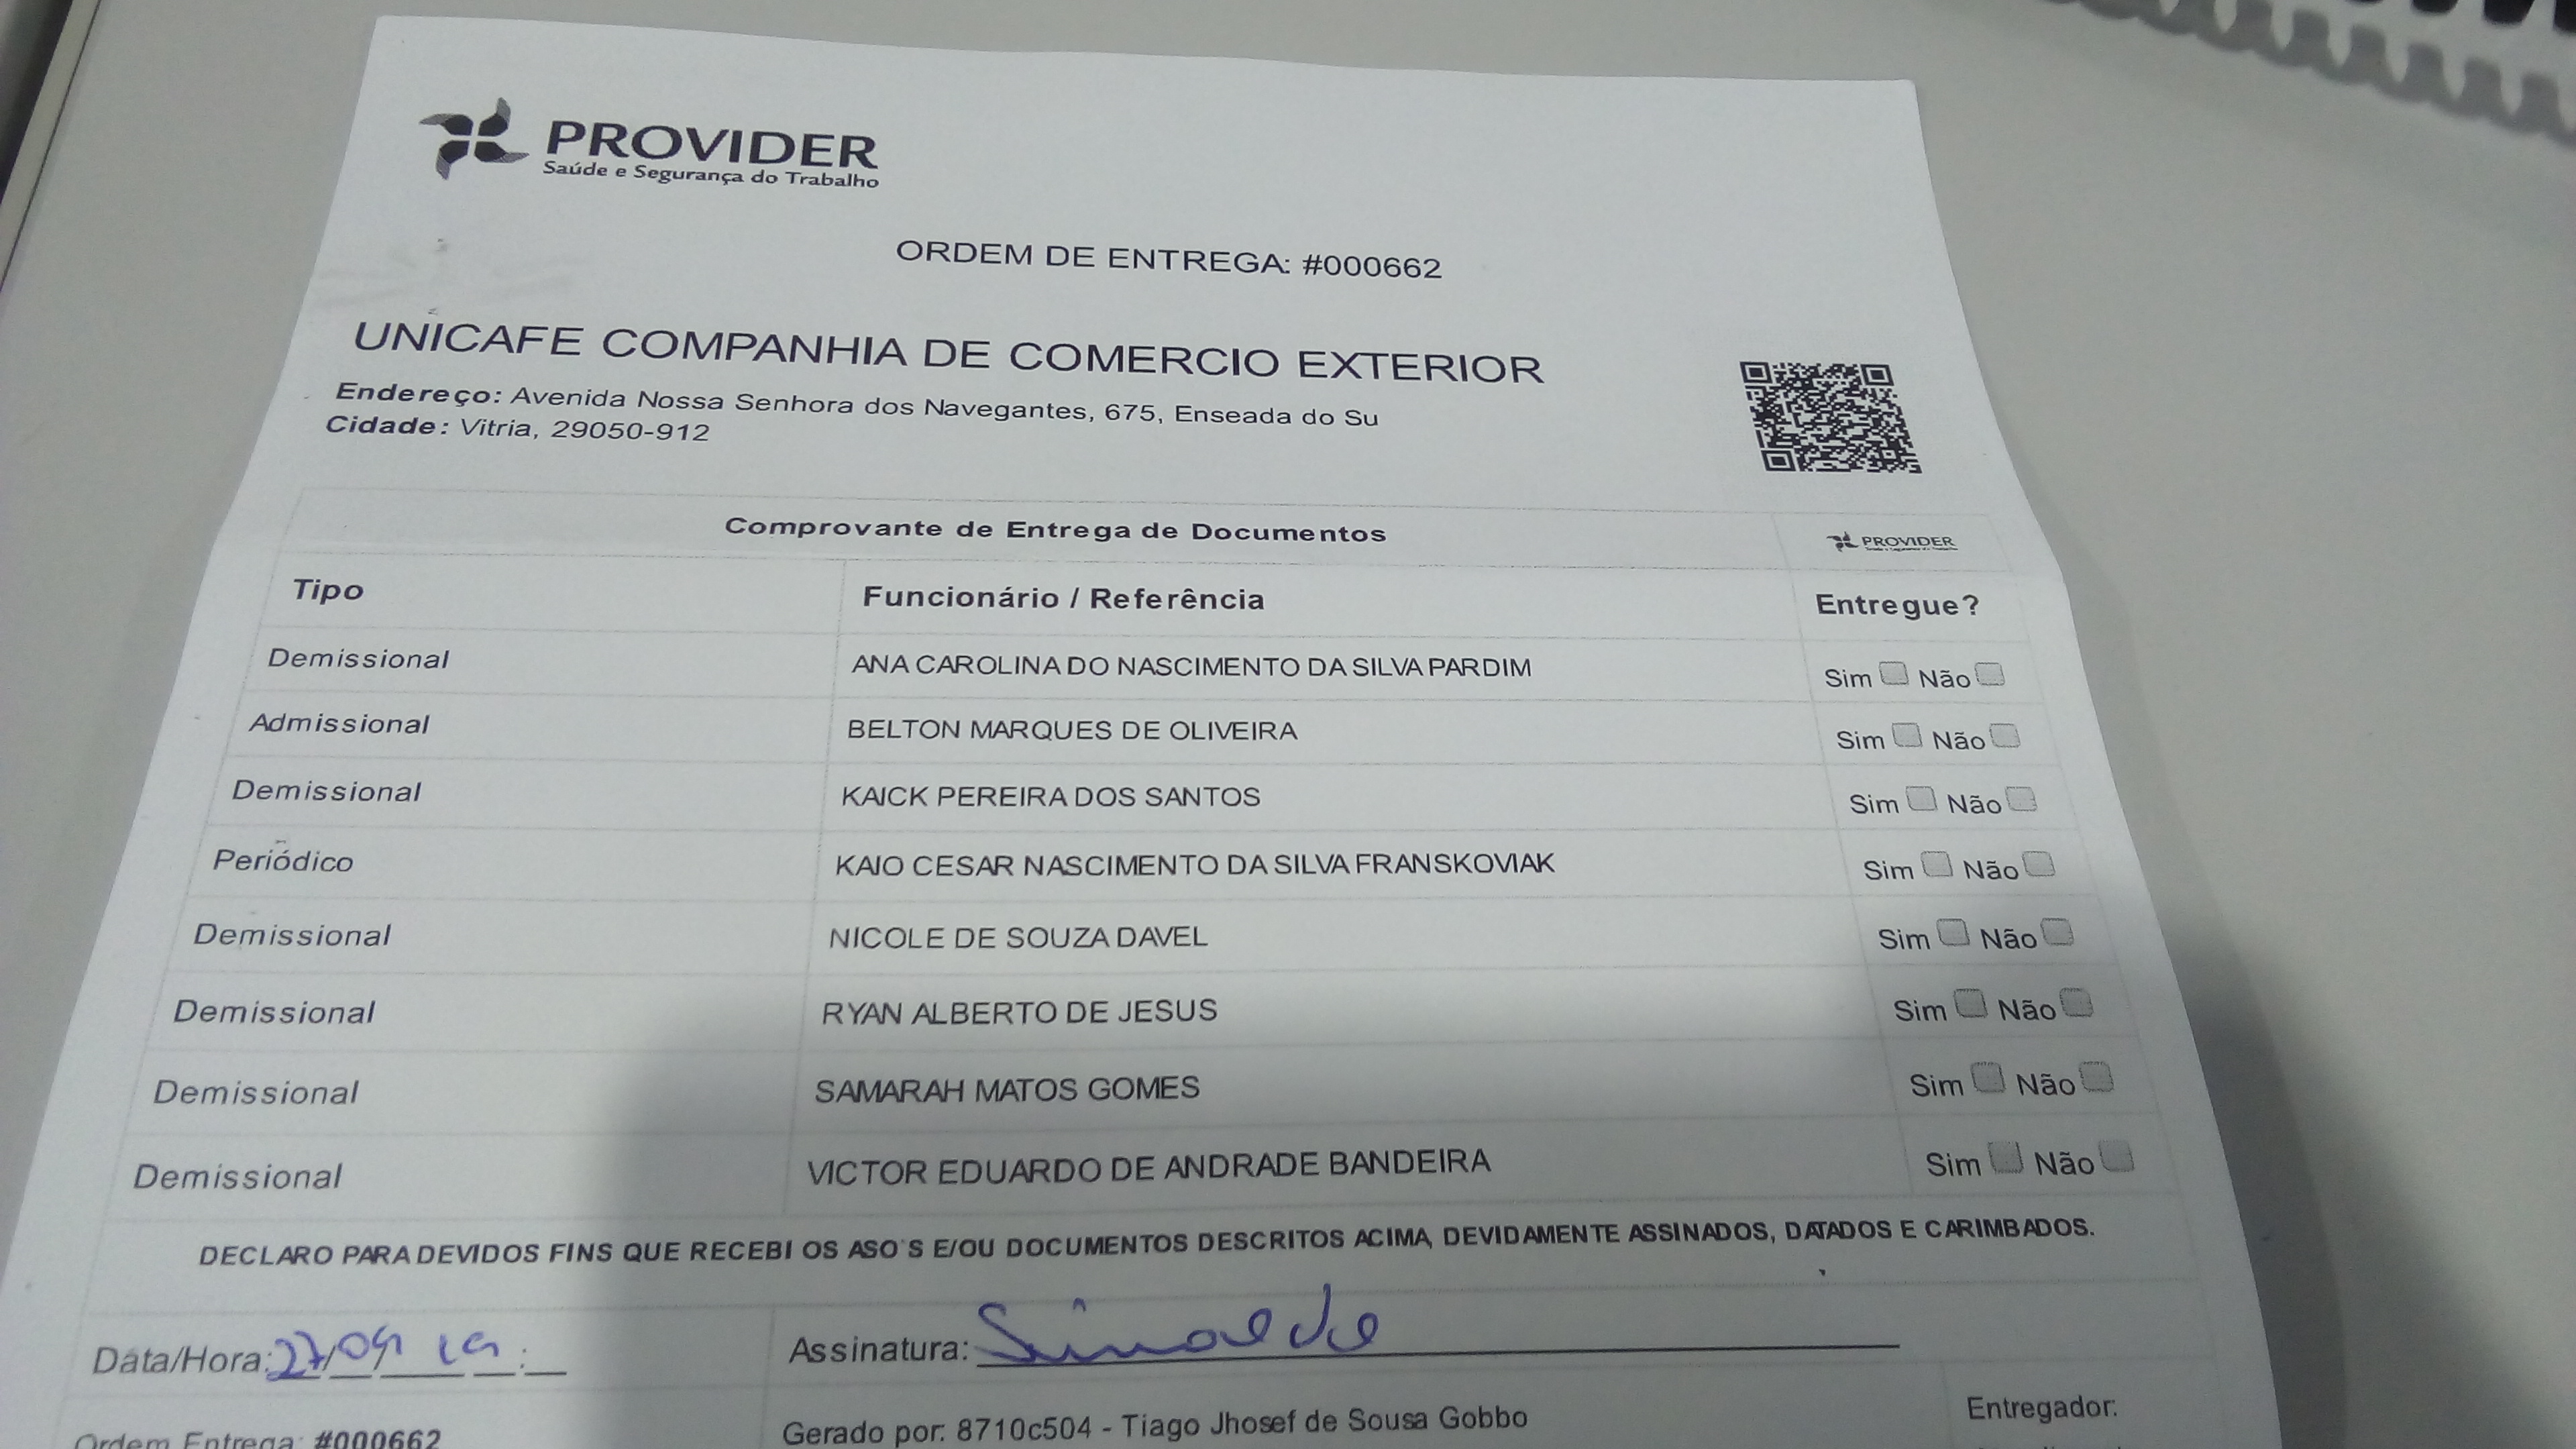 PROVIDER
Saúde e Segurança do Trabalho
ORDEM DE ENTREGA: #000662
UNICAFE COMPANHIA DE COMERCIO EXTERIOR
Endereço: Avenida Nossa Senhora dos Navegantes, 675, Enseada do Su
Cidade: Vitria, 29050-912
Comprovante de Entrega de Documentos PROVIDER
Tipo Funcionário / Referência Entregue?
Demissional ANA CAROLINA DO NASCIMENTO DA SILVA PARDIM Sim Não
Admissional BELTON MARQUES DE OLIVEIRA Sim Não
Demissional KAICK PEREIRA DOS SANTOS Sim Não
Periódico KAIO CESAR NASCIMENTO DA SILVA FRANSKOVIAK Sim Não
Demissional NICOLE DE SOUZA DAVEL Sim Não
Demissional RYAN ALBERTO DE JESUS Sim Não
Demissional SAMARAH MATOS GOMES Sim Não
Demissional VICTOR EDUARDO DE ANDRADE BANDEIRA Sim Não
DECLARO PARA DEVIDOS FINS QUE RECEBI OS ASO'S E/OU DOCUMENTOS DESCRITOS ACIMA, DEVIDAMENTE ASSINADOS, DATADOS E CARIMBADOS.
Data/Hora: 27/09/ 19 : Assinatura:
Ordem Entrega: #000662 Gerado por: 8710c504 - Tiago Jhosef de Sousa Gobbo Entregador: